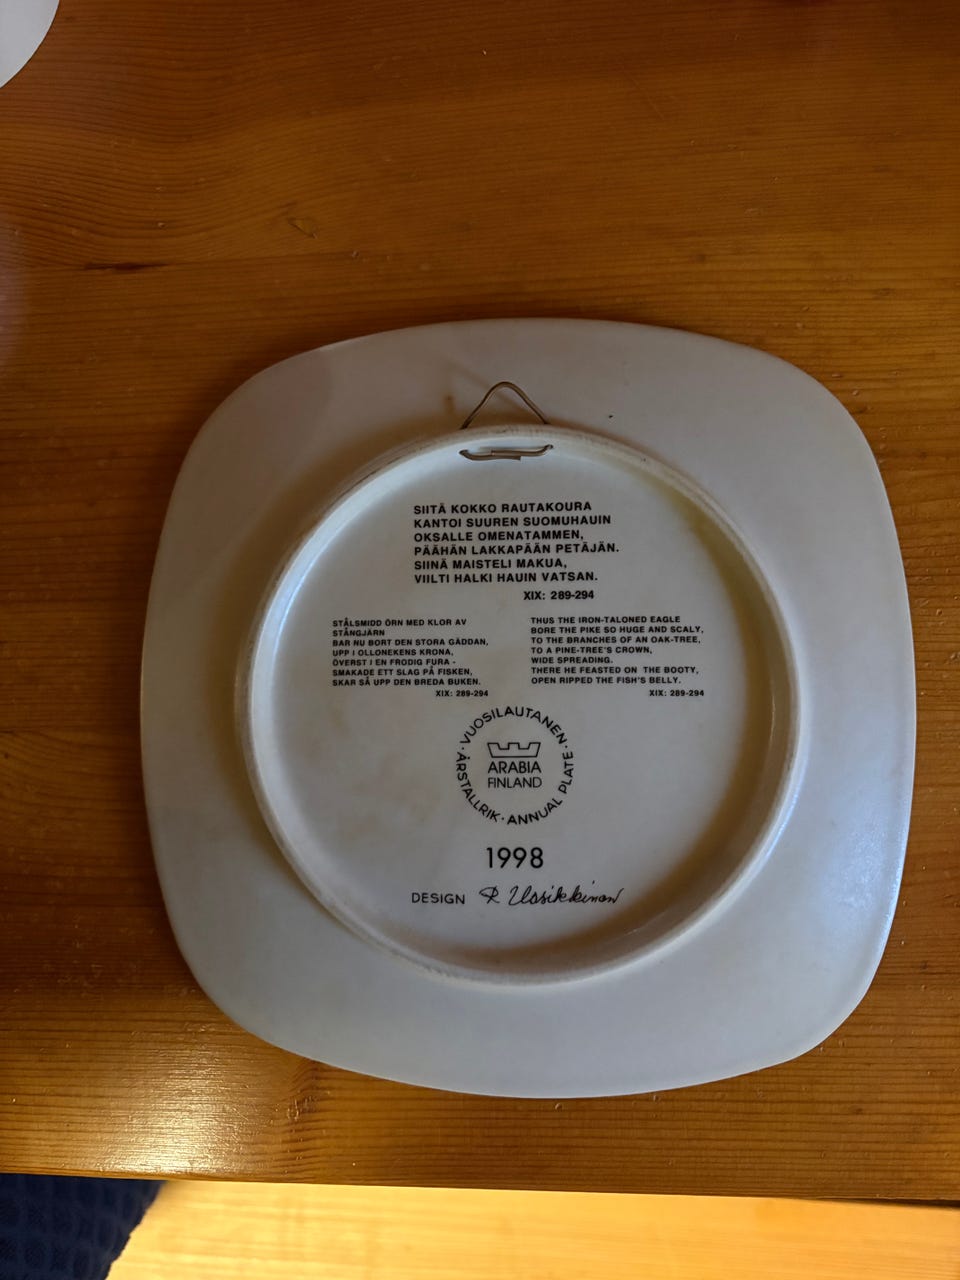 SIITÄ KOKKO RAUTAKOURA
KANTOI SUUREN SUOMUHAUIN
OKSALLE OMENATAMMEN,
PÄÄHÄN LAKKAPÄÄN PETÄJÄN.
SIINÄ MAISTELI MAKUA,
VIILTI HALKI HAUIN VATSAN.
XIX: 289-294
STÅLSMIDD ÖRN MED KLOR AV
STÅNGJÄRN
BAR NU BORT DEN STORA GÄDDAN,
UPP I OLLONEKENS KRONA,
ÖVERST I EN FRODIG FURA -
SMAKADE ETT SLAG PÅ FISKEN,
SKAR SÅ UPP DEN BREDA BUKEN.
XIX: 289-294
THUS THE IRON-TALONED EAGLE
BORE THE PIKE SO HUGE AND SCALY,
TO THE BRANCHES OF AN OAK-TREE,
TO A PINE-TREE'S CROWN,
WIDE SPREADING.
THERE HE FEASTED ON THE BOOTY,
OPEN RIPPED THE FISH'S BELLY.
XIX: 289-294
VUOSILAUTANEN · ANNUAL PLATE · ÅRSTALLRIK ·
ARABIA
FINLAND
1998
DESIGN R Uosikkinen